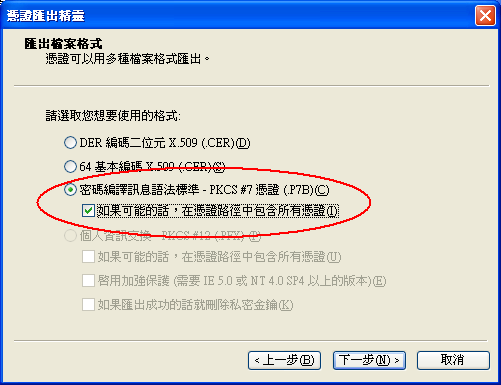 憑證匯出精靈
匯出檔案格式
憑證可以用多種檔案格式匯出。
請選取您想要使用的格式:
DER 編碼二位元 X.509 (.CER)(D)
64 基本編碼 X.509 (.CER)(S)
密碼編譯訊息語法標準 - PKCS #7 憑證 (.P7B)(C)
如果可能的話，在憑證路徑中包含所有憑證(I)
個人資訊交換 - PKCS #12 (.PFX) (P)
如果可能的話，在憑證路徑中包含所有憑證(U)
啓用加強保護 (需要 IE 5.0 或 NT 4.0 SP4 以上的版本)(E)
如果匯出成功的話就刪除私密金鑰(K)
< 上一步(B) 下一步(N) > 取消